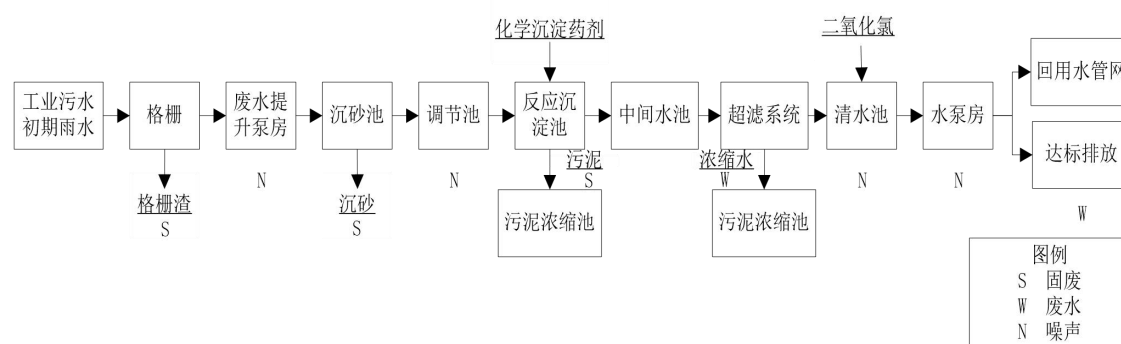 化学沉淀药剂
二氧化氯
工业污水
初期雨水
格栅
废水提
升泵房
沉砂池
调节池
反应沉
淀池
中间水池
超滤系统
清水池
水泵房
回用水管网
达标排放
格栅渣
S
N
沉砂
S
N
污泥
S
污泥浓缩池
浓缩水
W
污泥浓缩池
N
N
W
图例
S 固废
W 废水
N 噪声